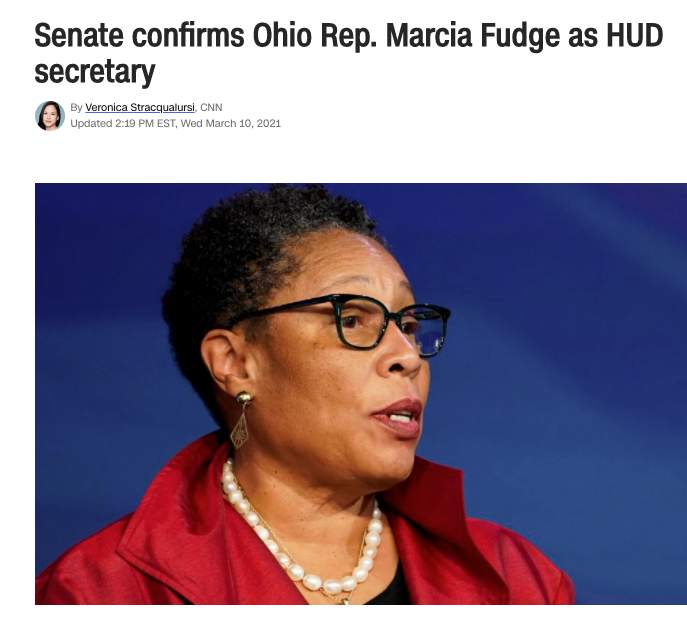 Senate confirms Ohio Rep. Marcia Fudge as HUD
secretary
By Veronica Stracqualursi, CNN
Updated 2:19 PM EST, Wed March 10, 2021